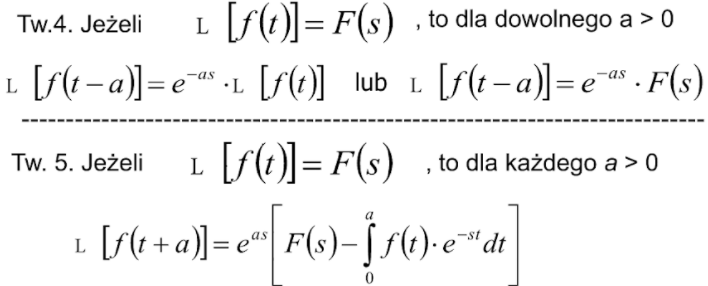 Tw.4. Jeżeli L [f(t)] = F(s) , to dla dowolnego a > 0
L [f(t − a)] = e^{−as} · L [f(t)] lub L [f(t − a)] = e^{−as} · F(s)
Tw. 5. Jeżeli L [f(t)] = F(s) , to dla każdego a > 0
L [f(t + a)] = e^{as} [ F(s) − ∫_0^a f(t) · e^{−st} dt ]